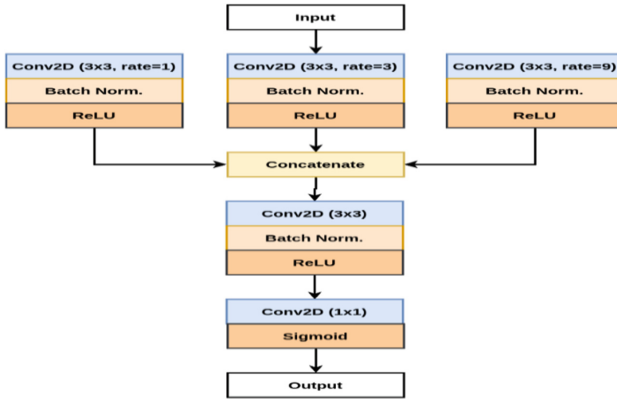 Input
Conv2D (3x3, rate=1)
Batch Norm.
ReLU
Conv2D (3x3, rate=3)
Batch Norm.
ReLU
Conv2D (3x3, rate=9)
Batch Norm.
ReLU
Concatenate
Conv2D (3x3)
Batch Norm.
ReLU
Conv2D (1x1)
Sigmoid
Output